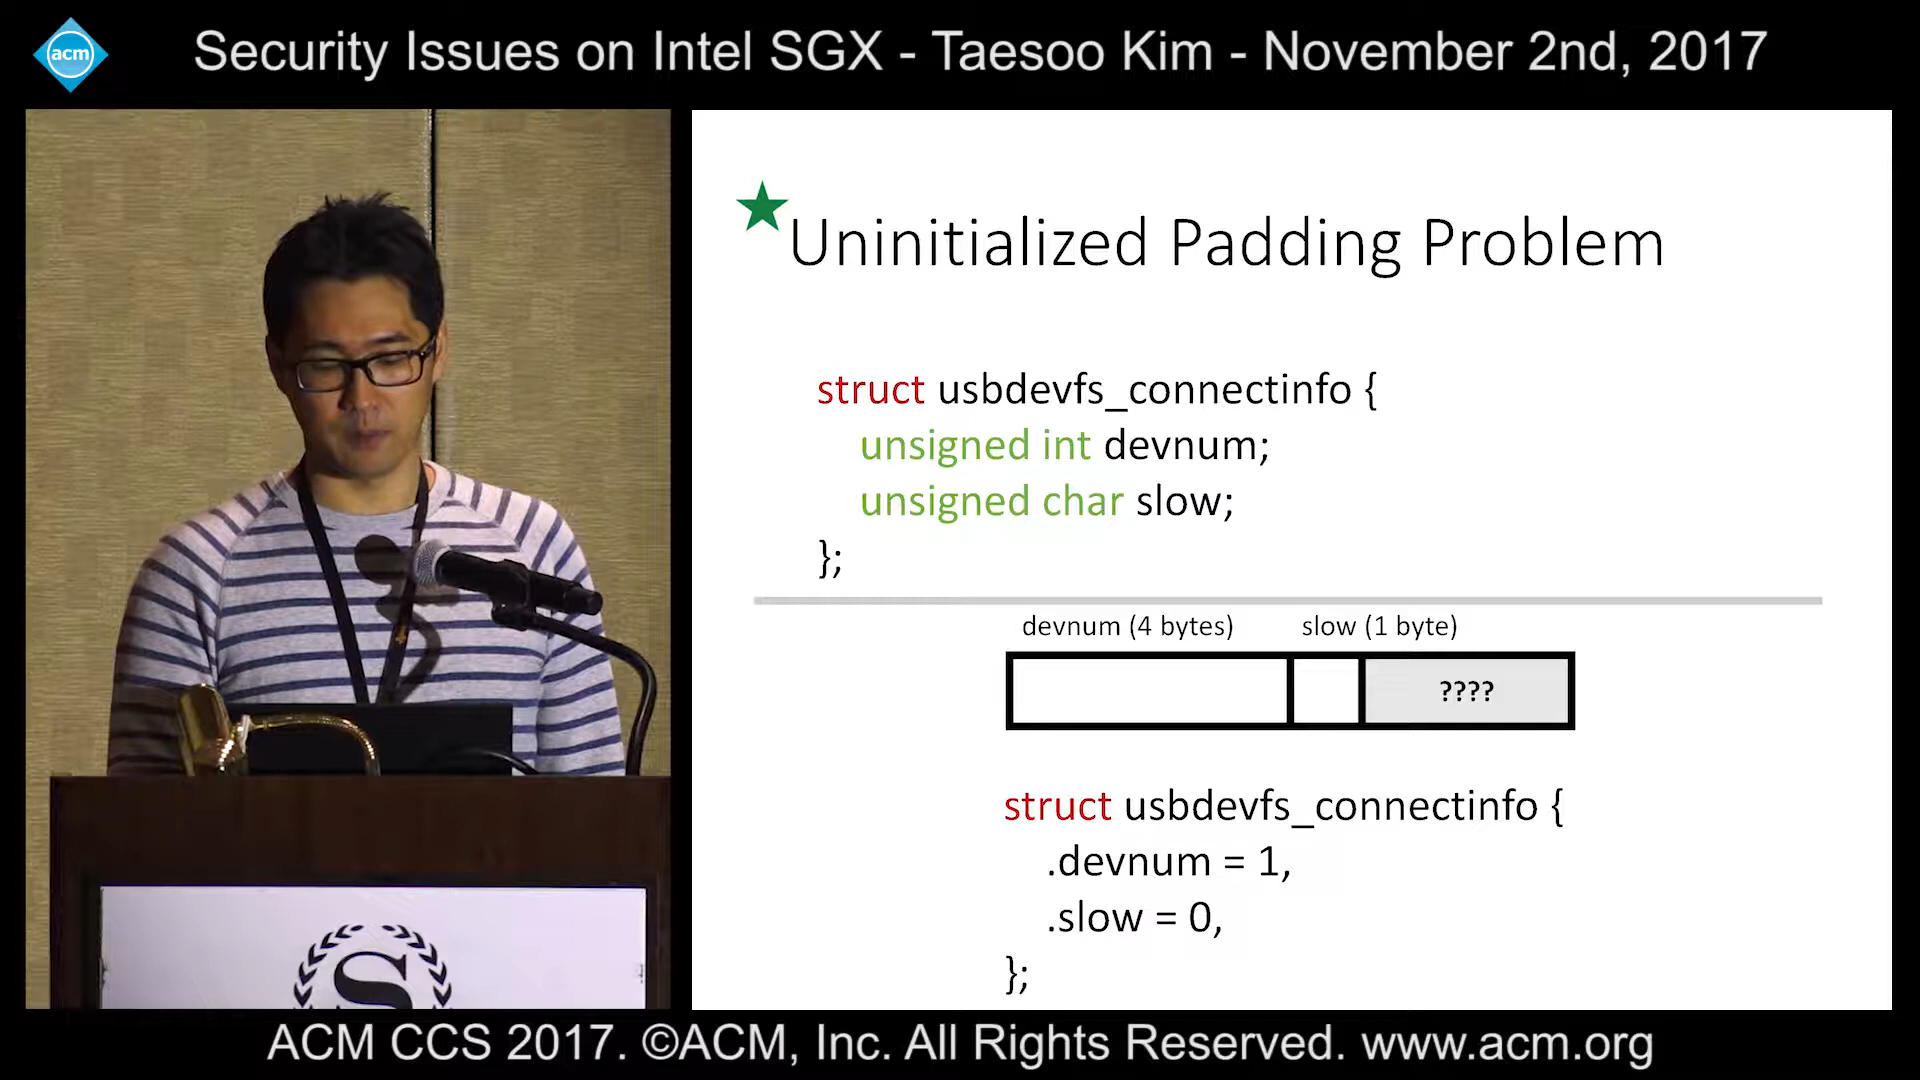 acm
Security Issues on Intel SGX - Taesoo Kim - November 2nd, 2017
Uninitialized Padding Problem
struct usbdevfs_connectinfo {
unsigned int devnum;
unsigned char slow;
};
devnum (4 bytes) slow (1 byte)
????
struct usbdevfs_connectinfo {
.devnum = 1,
.slow = 0,
};
S
ACM CCS 2017. ©ACM, Inc. All Rights Reserved. www.acm.org